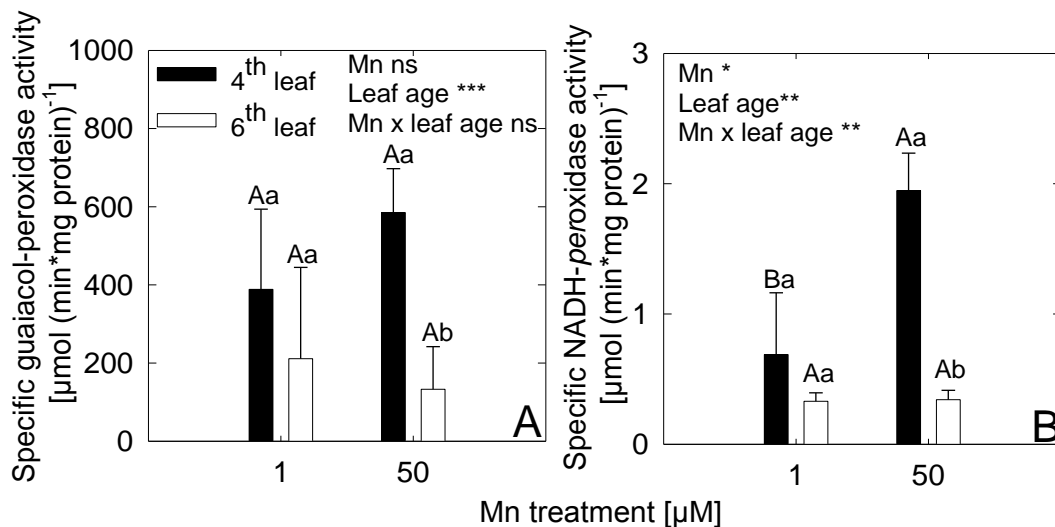 Specific guaiacol-peroxidase activity
[µmol (min*mg protein)⁻¹
1000
800
600
400
200
0
4th leaf
6th leaf
Mn ns
Leaf age ***
Mn x leaf age ns
Aa
Aa
Aa
Ab
A
1
50
Specific NADH-peroxidase activity
[µmol (min*mg protein)⁻¹
3
2
1
0
Mn *
Leaf age**
Mn x leaf age **
Ba
Aa
Aa
Ab
B
1
50
Mn treatment [µM]